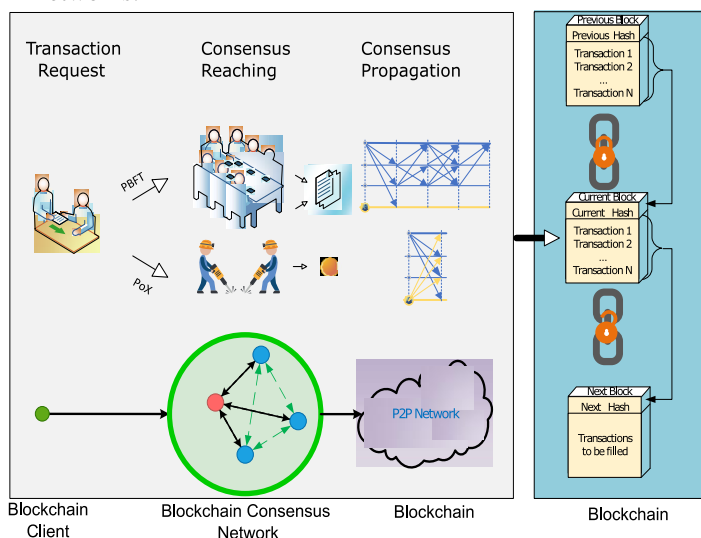 Transaction
Request
Consensus
Reaching
Consensus
Propagation
PBFT
PoX
P2P Network
Blockchain
Client
Blockchain Consensus
Network
Blockchain
Previous Block
Previous Hash
Transaction 1
Transaction 2
...
Transaction N
Current Block
Current Hash
Transaction 1
Transaction 2
...
Transaction N
Next Block
Next Hash
Transactions
to be filled
Blockchain